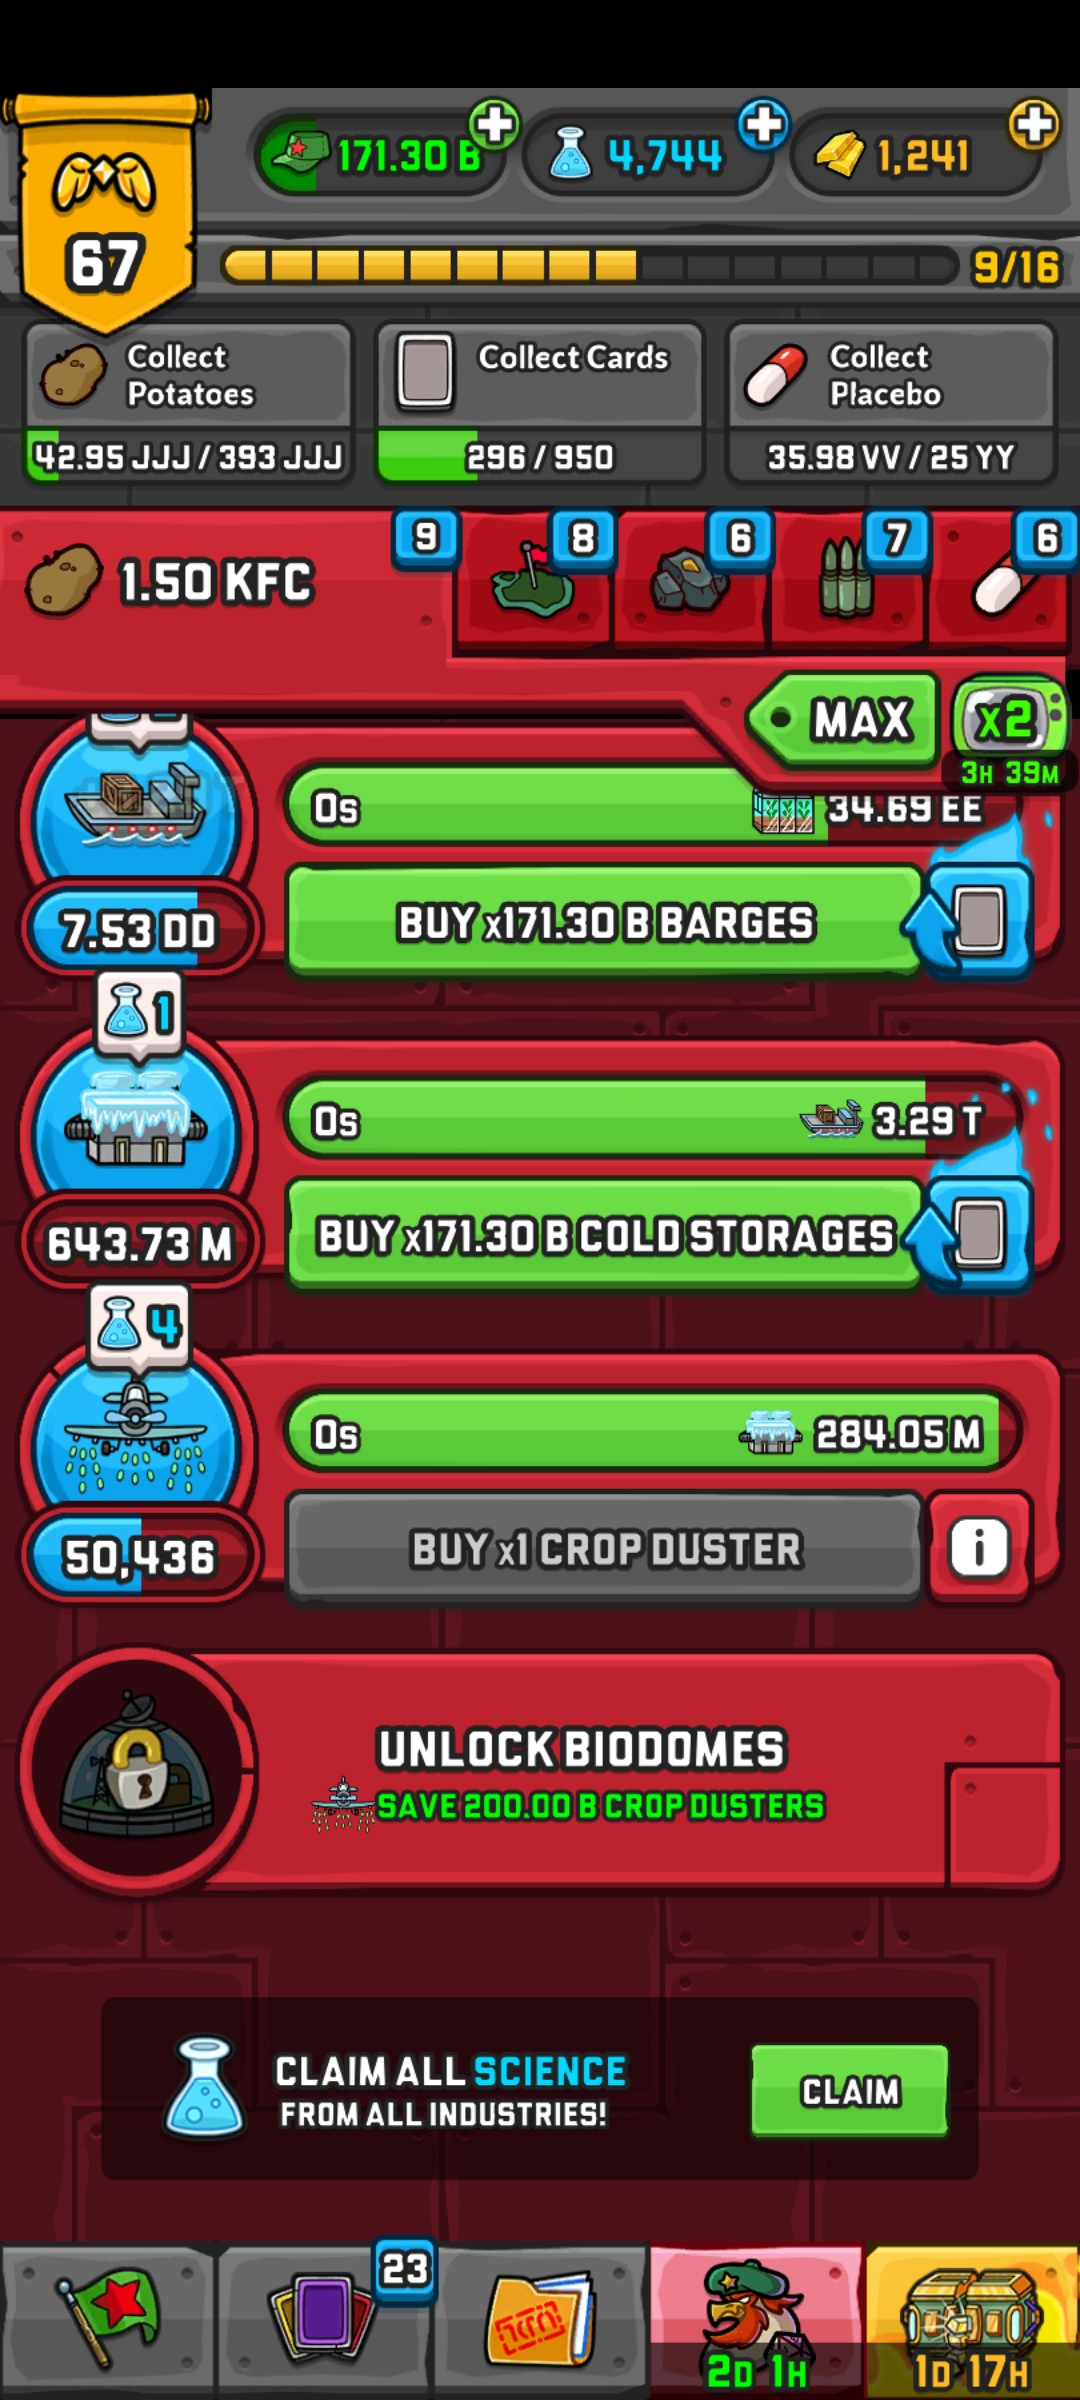 171.30 B
4,744
1,241
67
9/16
Collect Potatoes
42.95 JJJ / 393 JJJ
Collect Cards
296 / 950
Collect Placebo
35.98 VV / 25 YY
1.50 KFC
9
8
6
7
6
MAX
x2
3H 39M
0s
34.69 EE
7.53 DD
BUY x171.30 B BARGES
1
0s
3.29 T
643.73 M
BUY x171.30 B COLD STORAGES
4
0s
284.05 M
50,436
BUY x1 CROP DUSTER
i
UNLOCK BIODOMES
SAVE 200.00 B CROP DUSTERS
CLAIM ALL SCIENCE
FROM ALL INDUSTRIES!
CLAIM
23
2D 1H
1D 17H